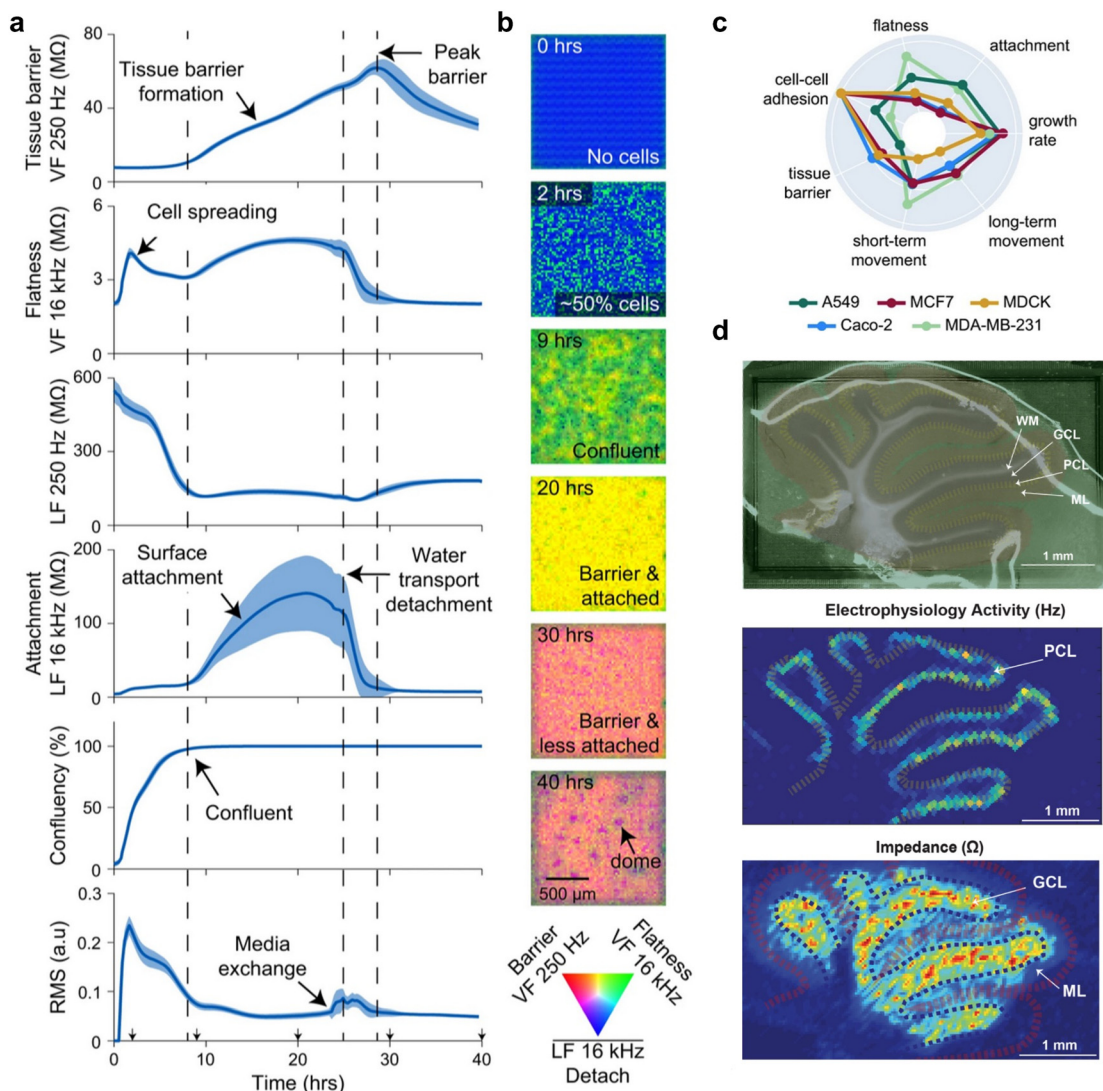 a
Tissue barrier
VF 250 Hz (MΩ)
80
40
0
Tissue barrier
formation
Peak
barrier
Flatness
VF 16 kHz (MΩ)
6
3
0
Cell spreading
LF 250 Hz (MΩ)
600
300
0
Attachment
LF 16 kHz (MΩ)
200
100
0
Surface
attachment
Water
transport
detachment
Confluency (%)
100
50
0
Confluent
RMS (a.u)
0.3
0.2
0.1
0
Media
exchange
0 10 20 30 40
Time (hrs)
b
0 hrs
No cells
2 hrs
~50% cells
9 hrs
Confluent
20 hrs
Barrier &
attached
30 hrs
Barrier &
less attached
40 hrs
dome
500 µm
Barrier
VF 250 Hz
Flatness
VF 16 kHz
LF 16 kHz
Detach
c
flatness
attachment
cell-cell
adhesion
growth
rate
tissue
barrier
long-term
movement
short-term
movement
A549 MCF7 MDCK
Caco-2 MDA-MB-231
d
WM
GCL
PCL
ML
1 mm
Electrophysiology Activity (Hz)
PCL
1 mm
Impedance (Ω)
GCL
ML
1 mm